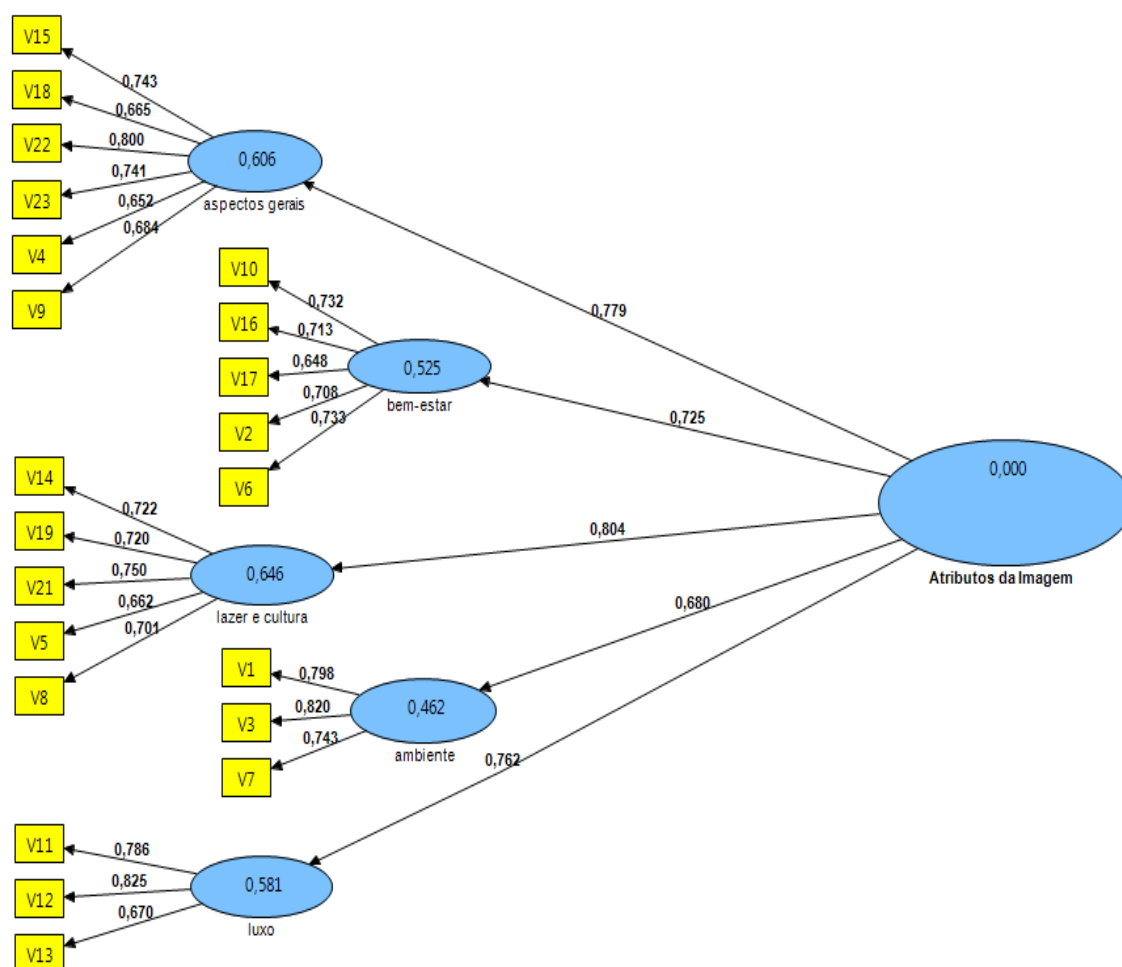 V15
0,743
V18
0,665
V22
0,800
V23
0,741
V4
0,652
V9
0,684
0,606
aspectos gerais
0,779
V10
0,732
V16
0,713
V17
0,648
V2
0,708
V6
0,733
0,525
bem-estar
0,725
V14
0,722
V19
0,720
V21
0,750
V5
0,662
V8
0,701
0,646
lazer e cultura
0,804
0,000
Atributos da Imagem
V1
0,798
V3
0,820
V7
0,743
0,462
ambiente
0,680
V11
0,786
V12
0,825
V13
0,670
0,581
luxo
0,762